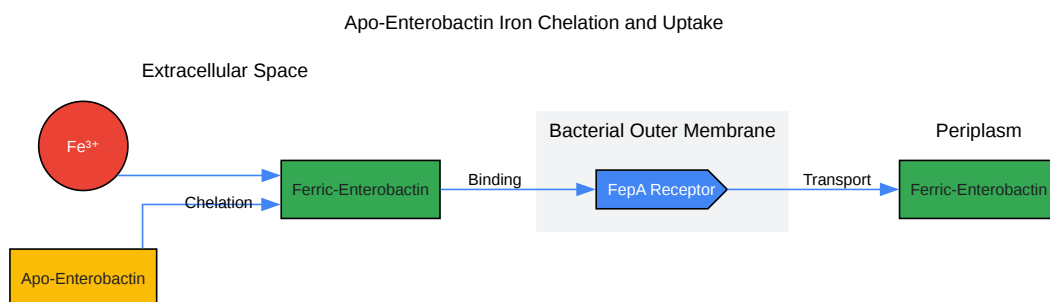 Apo-Enterobactin Iron Chelation and Uptake
Extracellular Space
Fe³⁺
Chelation
Apo-Enterobactin
Ferric-Enterobactin
Binding
Bacterial Outer Membrane
FepA Receptor
Transport
Periplasm
Ferric-Enterobactin